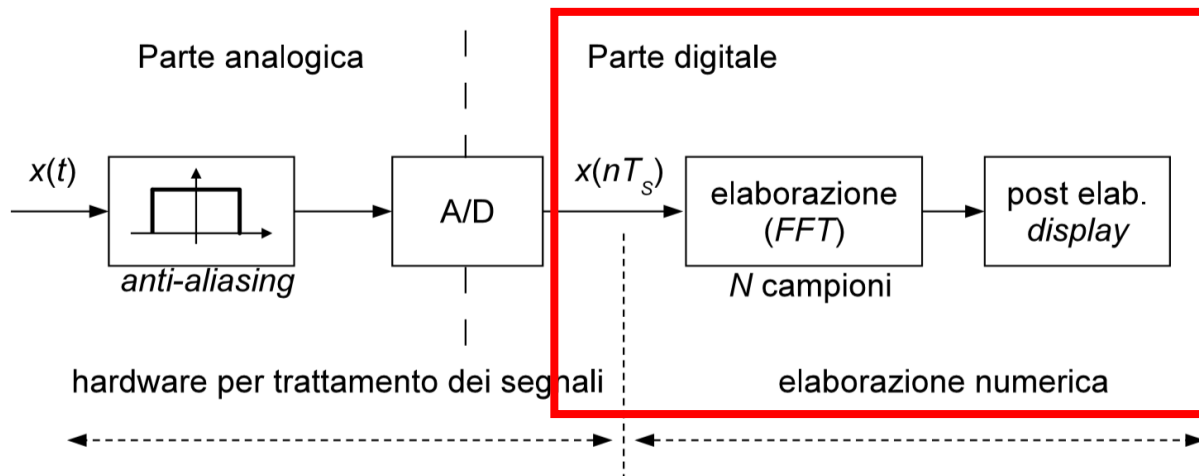 Parte analogica
Parte digitale
x(t)
anti-aliasing
A/D
x(nTs)
elaborazione
(FFT)
N campioni
post elab.
display
hardware per trattamento dei segnali
elaborazione numerica